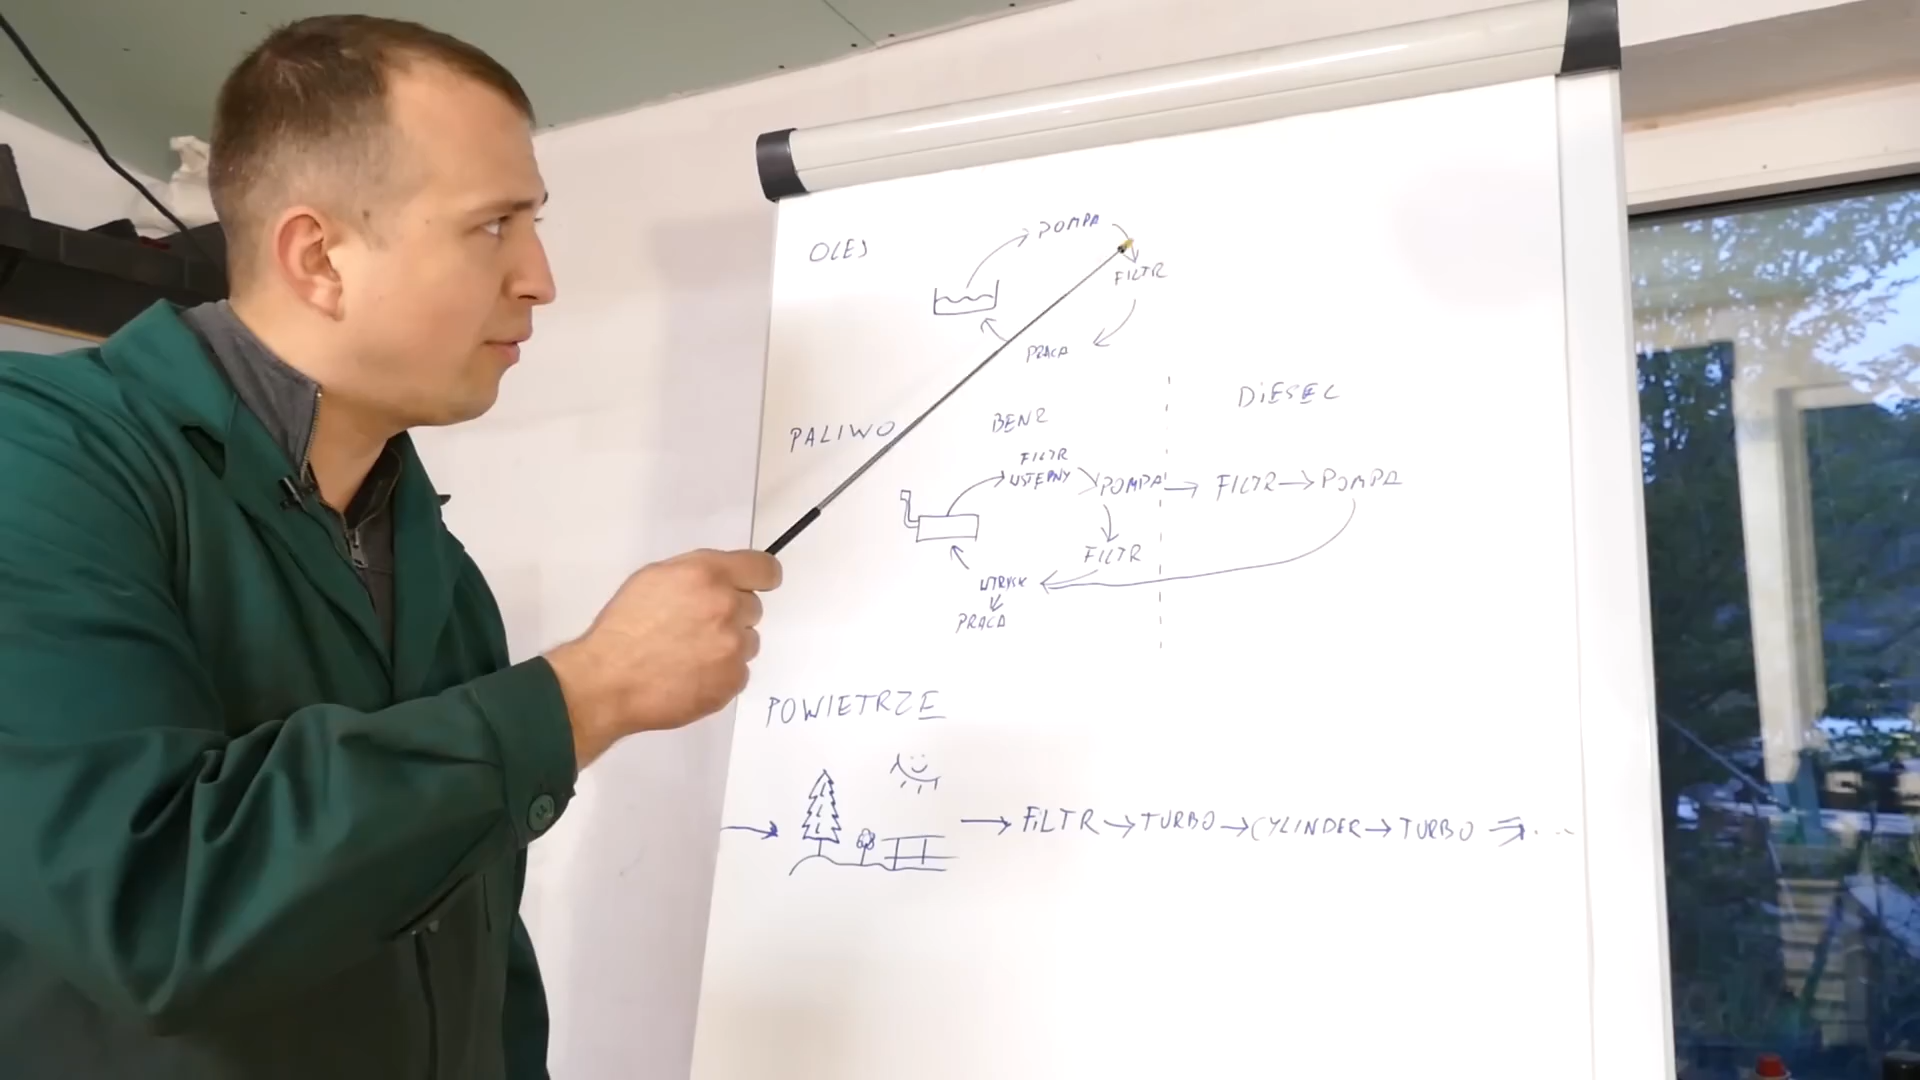 OLEJ
POMPA
FILTR
PRACA
PALIWO
BENZ
DiESEL
FILTR
WSTĘPNY
POMPA
FILTR
POMPA
FILTR
WTRYSK
PRACA
POWIETRZE
FiLTR
TURBO
CYLINDER
TURBO